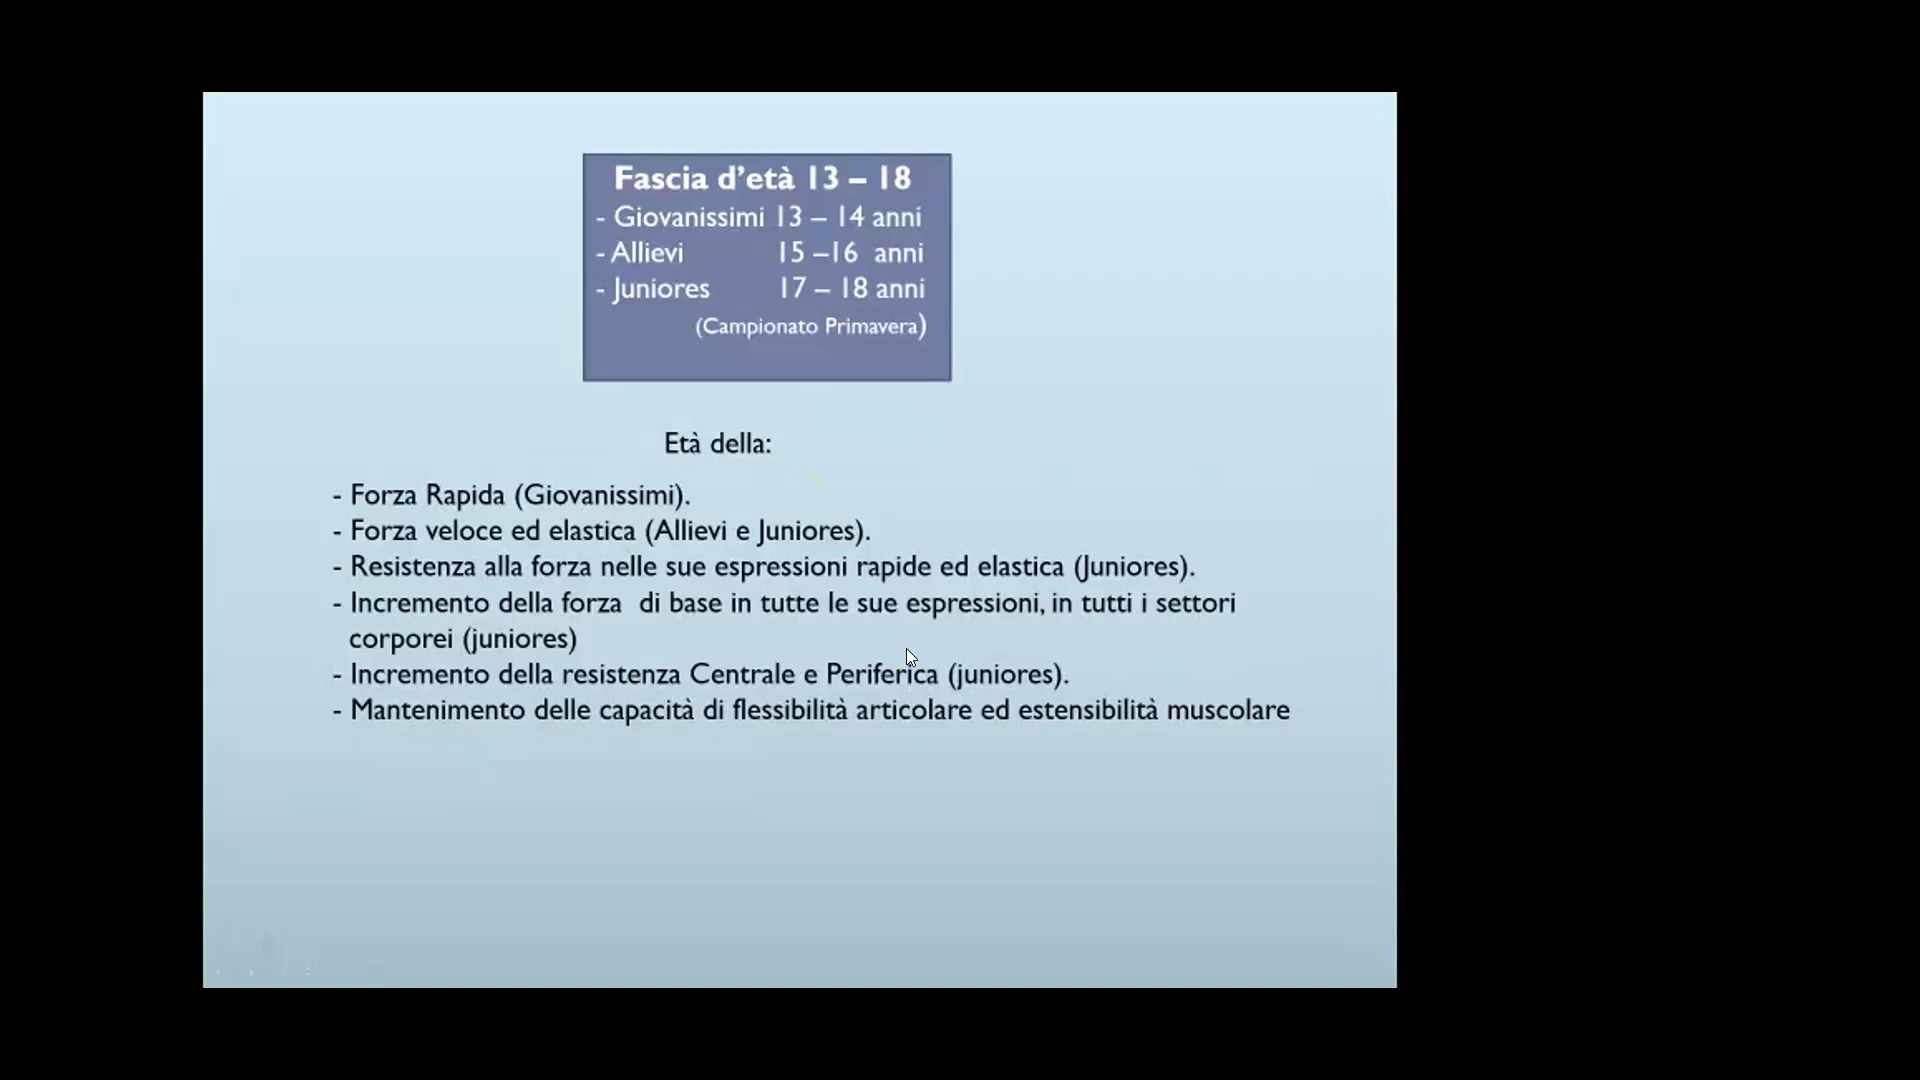 Fascia d'età 13 – 18
- Giovanissimi 13 – 14 anni
- Allievi 15 –16 anni
- Juniores 17 – 18 anni
(Campionato Primavera)
Età della:
- Forza Rapida (Giovanissimi).
- Forza veloce ed elastica (Allievi e Juniores).
- Resistenza alla forza nelle sue espressioni rapide ed elastica (Juniores).
- Incremento della forza di base in tutte le sue espressioni, in tutti i settori
corporei (juniores)
- Incremento della resistenza Centrale e Periferica (juniores).
- Mantenimento delle capacità di flessibilità articolare ed estensibilità muscolare